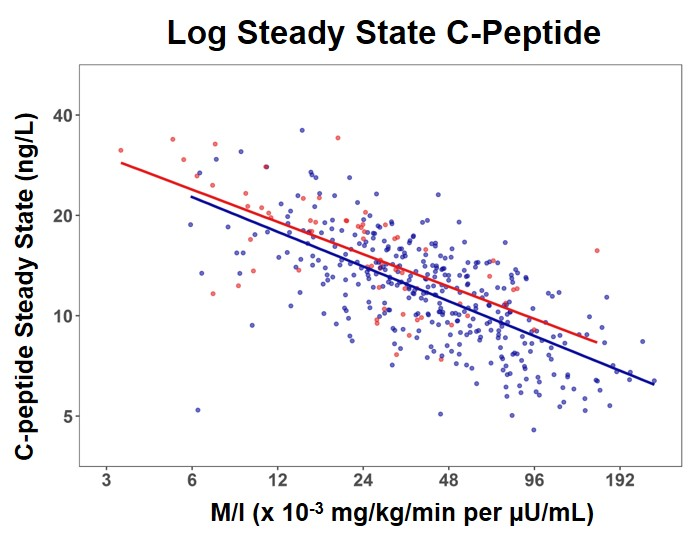 Log Steady State C-Peptide
C-peptide Steady State (ng/L)
40
20
10
5
3 6 12 24 48 96 192
M/I (x 10⁻³ mg/kg/min per µU/mL)